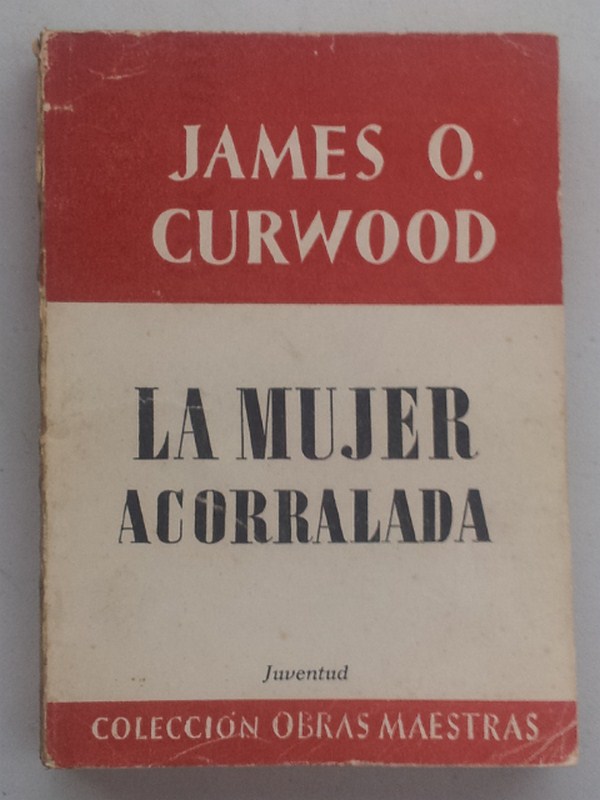 JAMES O.
CURWOOD
LA MUJER
ACORRALADA
Juventud
COLECCIÓN OBRAS MAESTRAS